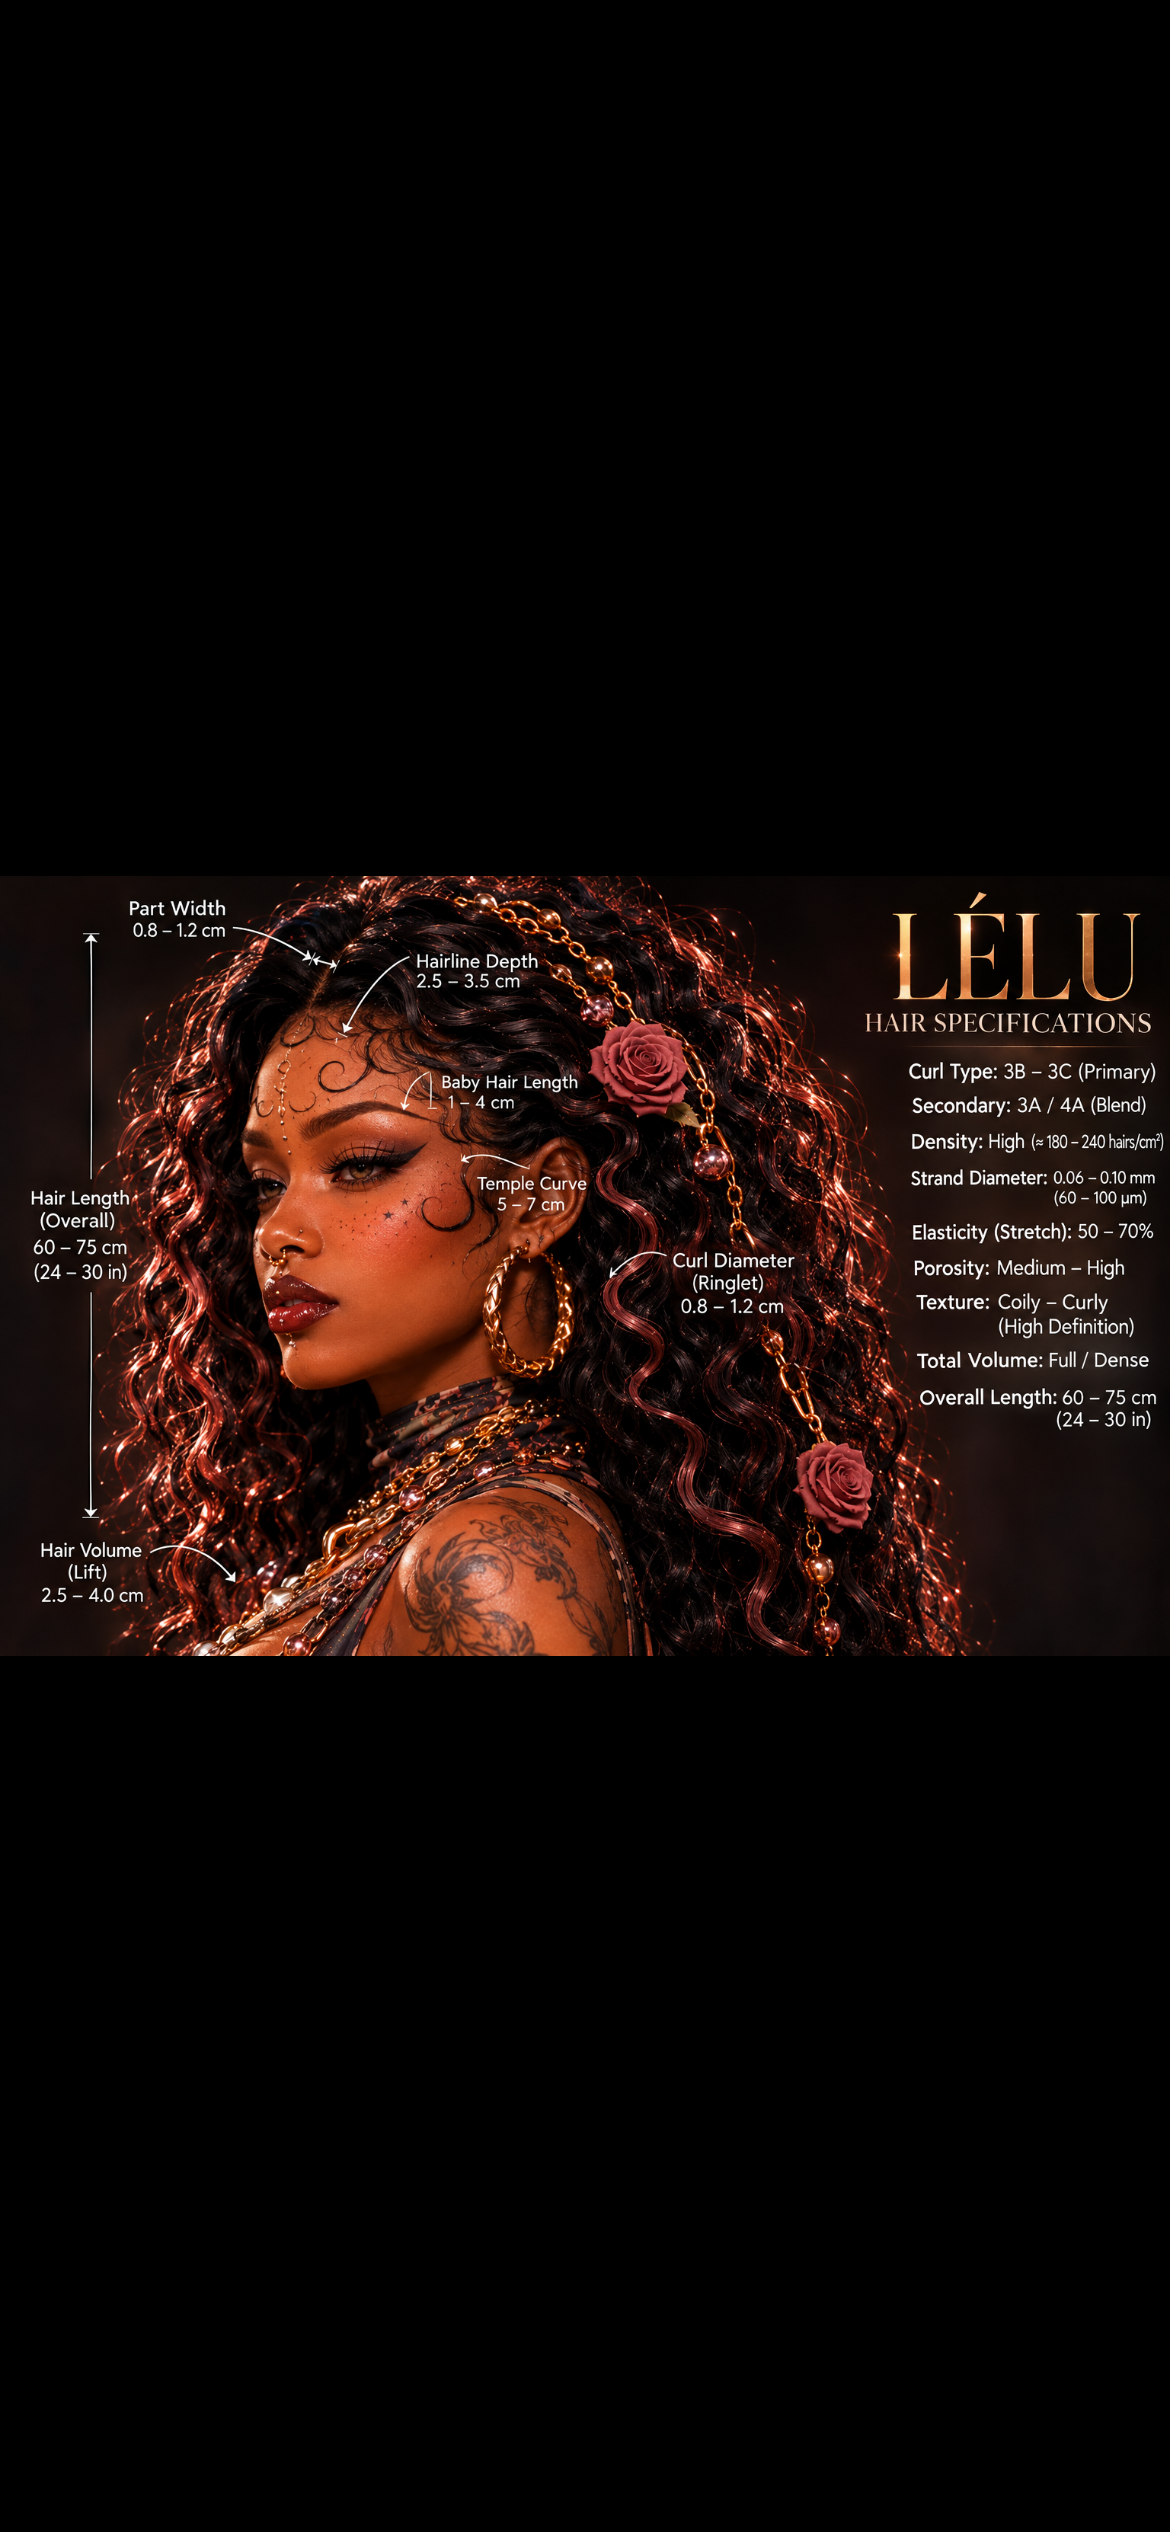 Part Width
0.8 – 1.2 cm
Hairline Depth
2.5 – 3.5 cm
Baby Hair Length
1 – 4 cm
Temple Curve
5 – 7 cm
Hair Length
(Overall)
60 – 75 cm
(24 – 30 in)
Curl Diameter
(Ringlet)
0.8 – 1.2 cm
Hair Volume
(Lift)
2.5 – 4.0 cm
LÉLU
HAIR SPECIFICATIONS
Curl Type: 3B – 3C (Primary)
Secondary: 3A / 4A (Blend)
Density: High (≈ 180 – 240 hairs/cm²)
Strand Diameter: 0.06 – 0.10 mm
(60 – 100 µm)
Elasticity (Stretch): 50 – 70%
Porosity: Medium – High
Texture: Coily – Curly
(High Definition)
Total Volume: Full / Dense
Overall Length: 60 – 75 cm
(24 – 30 in)